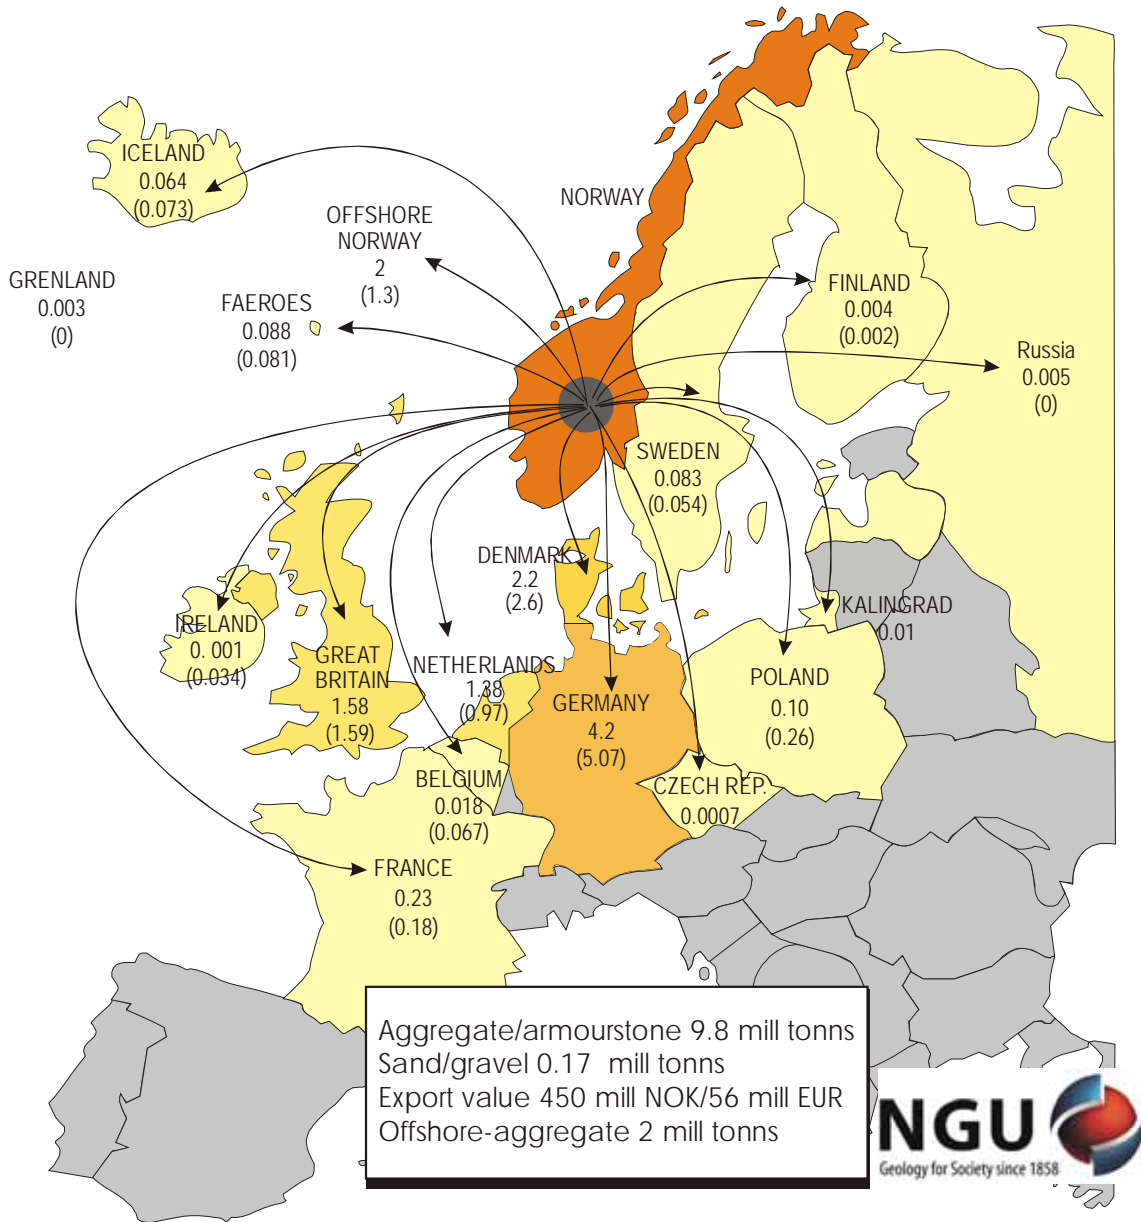 ICELAND
0.064
(0.073)
NORWAY
OFFSHORE
NORWAY
2
(1.3)
GRENLAND
0.003
(0)
FAEROES
0.088
(0.081)
FINLAND
0.004
(0.002)
Russia
0.005
(0)
SWEDEN
0.083
(0.054)
DENMARK
2.2
(2.6)
KALINGRAD
0.01
IRELAND
0. 001
(0.034)
GREAT
BRITAIN
1.58
(1.59)
NETHERLANDS
1.38
(0.97)
GERMANY
4.2
(5.07)
POLAND
0.10
(0.26)
BELGIUM
0.018
(0.067)
CZECH REP.
0.0007
FRANCE
0.23
(0.18)
Aggregate/armourstone 9.8 mill tonns
Sand/gravel 0.17 mill tonns
Export value 450 mill NOK/56 mill EUR
Offshore-aggregate 2 mill tonns
NGU
Geology for Society since 1858